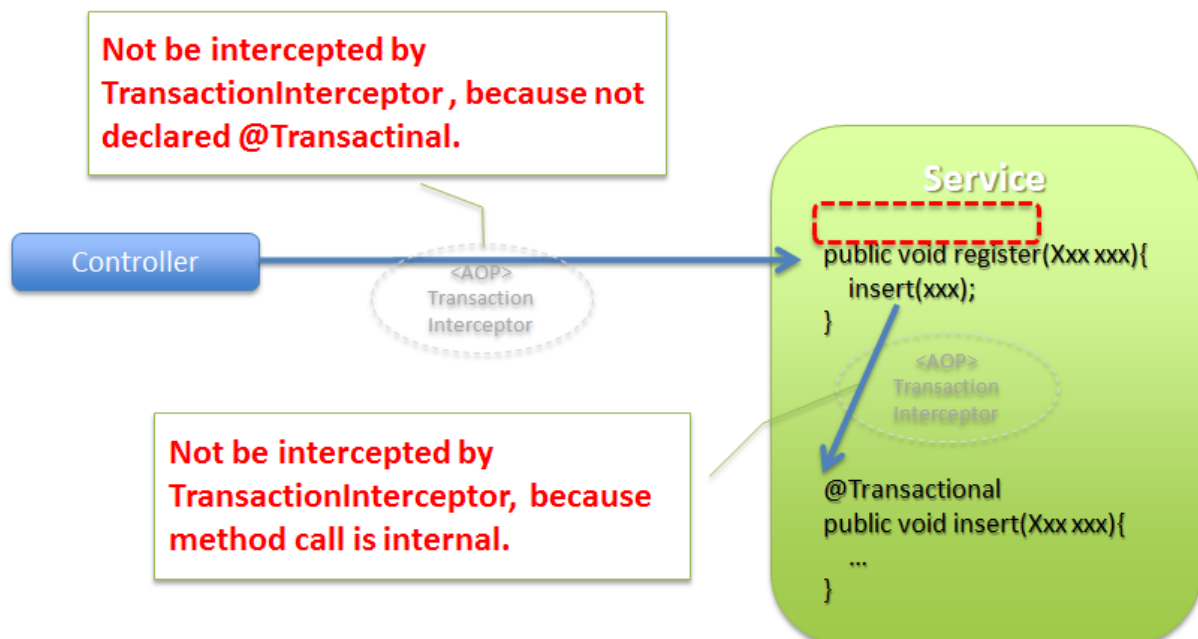 Not be intercepted by
TransactionInterceptor , because not
declared @Transactinal.
Service
Controller
<AOP>
Transaction
Interceptor
public void register(Xxx xxx){
insert(xxx);
}
<AOP>
Transaction
Interceptor
Not be intercepted by
TransactionInterceptor, because
method call is internal.
@Transactional
public void insert(Xxx xxx){
...
}